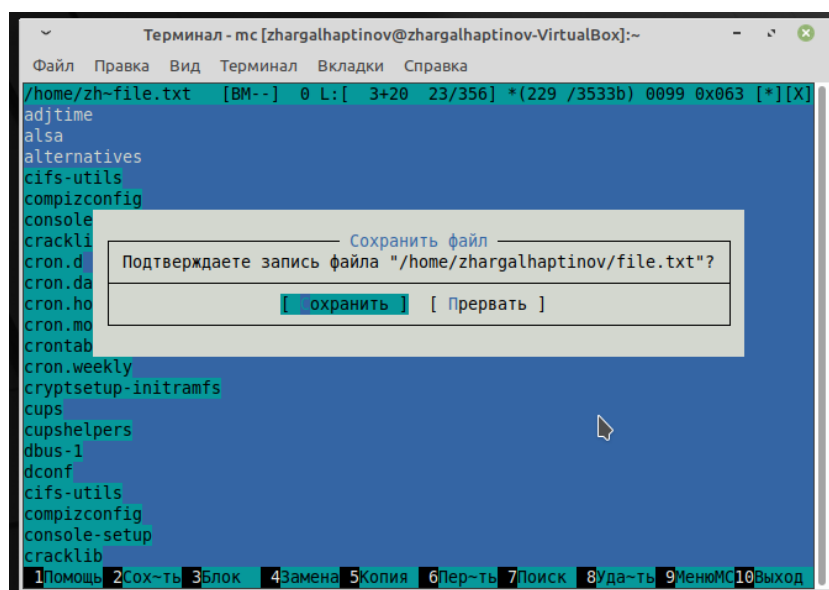 Терминал - mc [zhargalhaptinov@zhargalhaptinov-VirtualBox]:~
Файл Правка Вид Терминал Вкладки Справка
/home/zh~file.txt [BM--] 0 L:[ 3+20 23/356] *(229 /3533b) 0099 0x063 [*][X]
adjtime
alsa
alternatives
cifs-utils
compizconfig
console
crackli
cron.d
cron.da
cron.ho
cron.mo
crontab
Сохранить файл
Подтверждаете запись файла "/home/zhargalhaptinov/file.txt"?
[ Сохранить ] [ Прервать ]
cron.weekly
cryptsetup-initramfs
cups
cupshelpers
dbus-1
dconf
cifs-utils
compizconfig
console-setup
cracklib
1Помощь 2Сох~ть 3Блок 4Замена 5Копия 6Пер~ть 7Поиск 8Уда~ть 9МенюMC10Выход